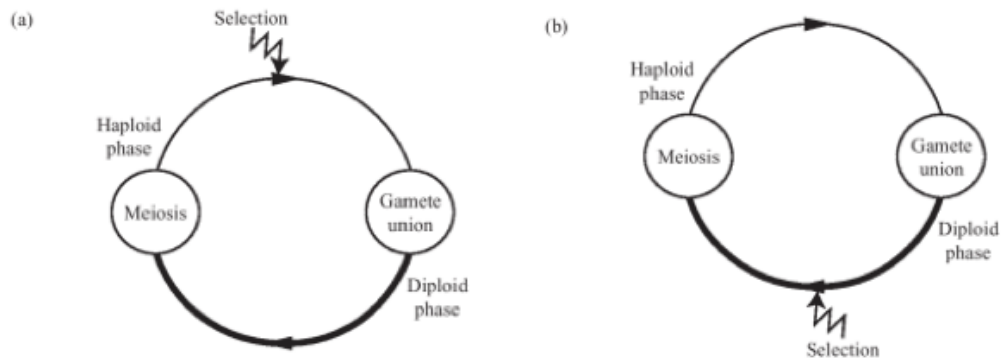 (a)
Selection
Haploid
phase
Meiosis
Gamete
union
Diploid
phase
(b)
Haploid
phase
Meiosis
Gamete
union
Diploid
phase
Selection